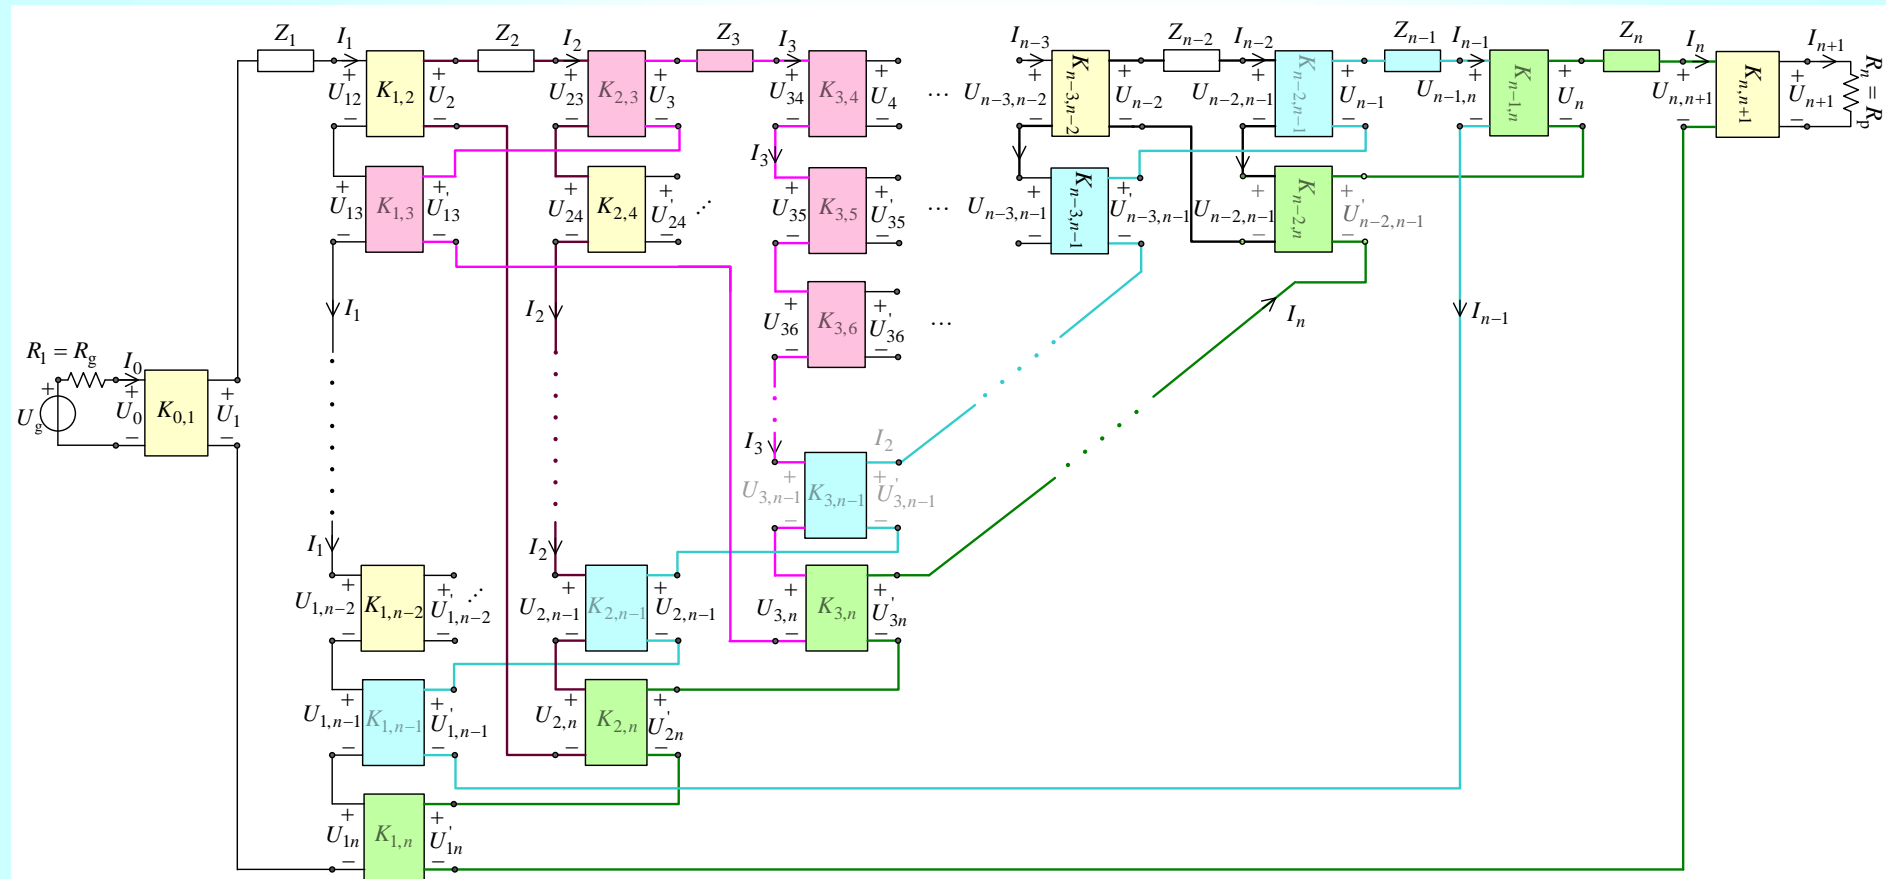 Z₁ I₁ Z₂ I₂ Z₃ I₃ Iₙ₋₃ Zₙ₋₂ Iₙ₋₂ Zₙ₋₁ Iₙ₋₁ Zₙ Iₙ Iₙ₊₁
+ U₁₂ − K₁,₂ + U₂ − + U₂₃ − K₂,₃ + U₃ − + U₃₄ − K₃,₄ + U₄ − ... Uₙ₋₃,ₙ₋₂ + − Kₙ₋₃,ₙ₋₂ + Uₙ₋₂ − + Uₙ₋₂,ₙ₋₁ − Kₙ₋₂,ₙ₋₁ + Uₙ₋₁ − + Uₙ₋₁,ₙ − Kₙ₋₁,ₙ + Uₙ − + Uₙ,ₙ₊₁ − Kₙ,ₙ₊₁ + Uₙ₊₁ − Rₙ = Rₚ
I₃
+ U₁₃ − K₁,₃ + U'₁₃ − + U₂₄ − K₂,₄ + U'₂₄ − ... + U₃₅ − K₃,₅ + U'₃₅ − ... Uₙ₋₃,ₙ₋₁ + − Kₙ₋₃,ₙ₋₁ + U'ₙ₋₃,ₙ₋₁ − + Uₙ₋₂,ₙ₋₁ − Kₙ₋₂,ₙ + U'ₙ₋₂,ₙ₋₁ −
I₁ I₂ + U₃₆ − K₃,₆ + U'₃₆ − ... Iₙ Iₙ₋₁
R₁ = R_g I₀
U_g + + U₀ − K₀,₁ + U₁ −
I₃ I₂
+ U₃,ₙ₋₁ − K₃,ₙ₋₁ + U'₃,ₙ₋₁ −
I₁ I₂
+ U₁,ₙ₋₂ − K₁,ₙ₋₂ + U'₁,ₙ₋₂ − ... + U₂,ₙ₋₁ − K₂,ₙ₋₁ + U'₂,ₙ₋₁ − + U₃,ₙ − K₃,ₙ + U'₃ₙ −
+ U₁,ₙ₋₁ − K₁,ₙ₋₁ + U'₁,ₙ₋₁ − + U₂,ₙ − K₂,ₙ + U'₂ₙ −
+ U₁ₙ − K₁,ₙ + U'₁ₙ −